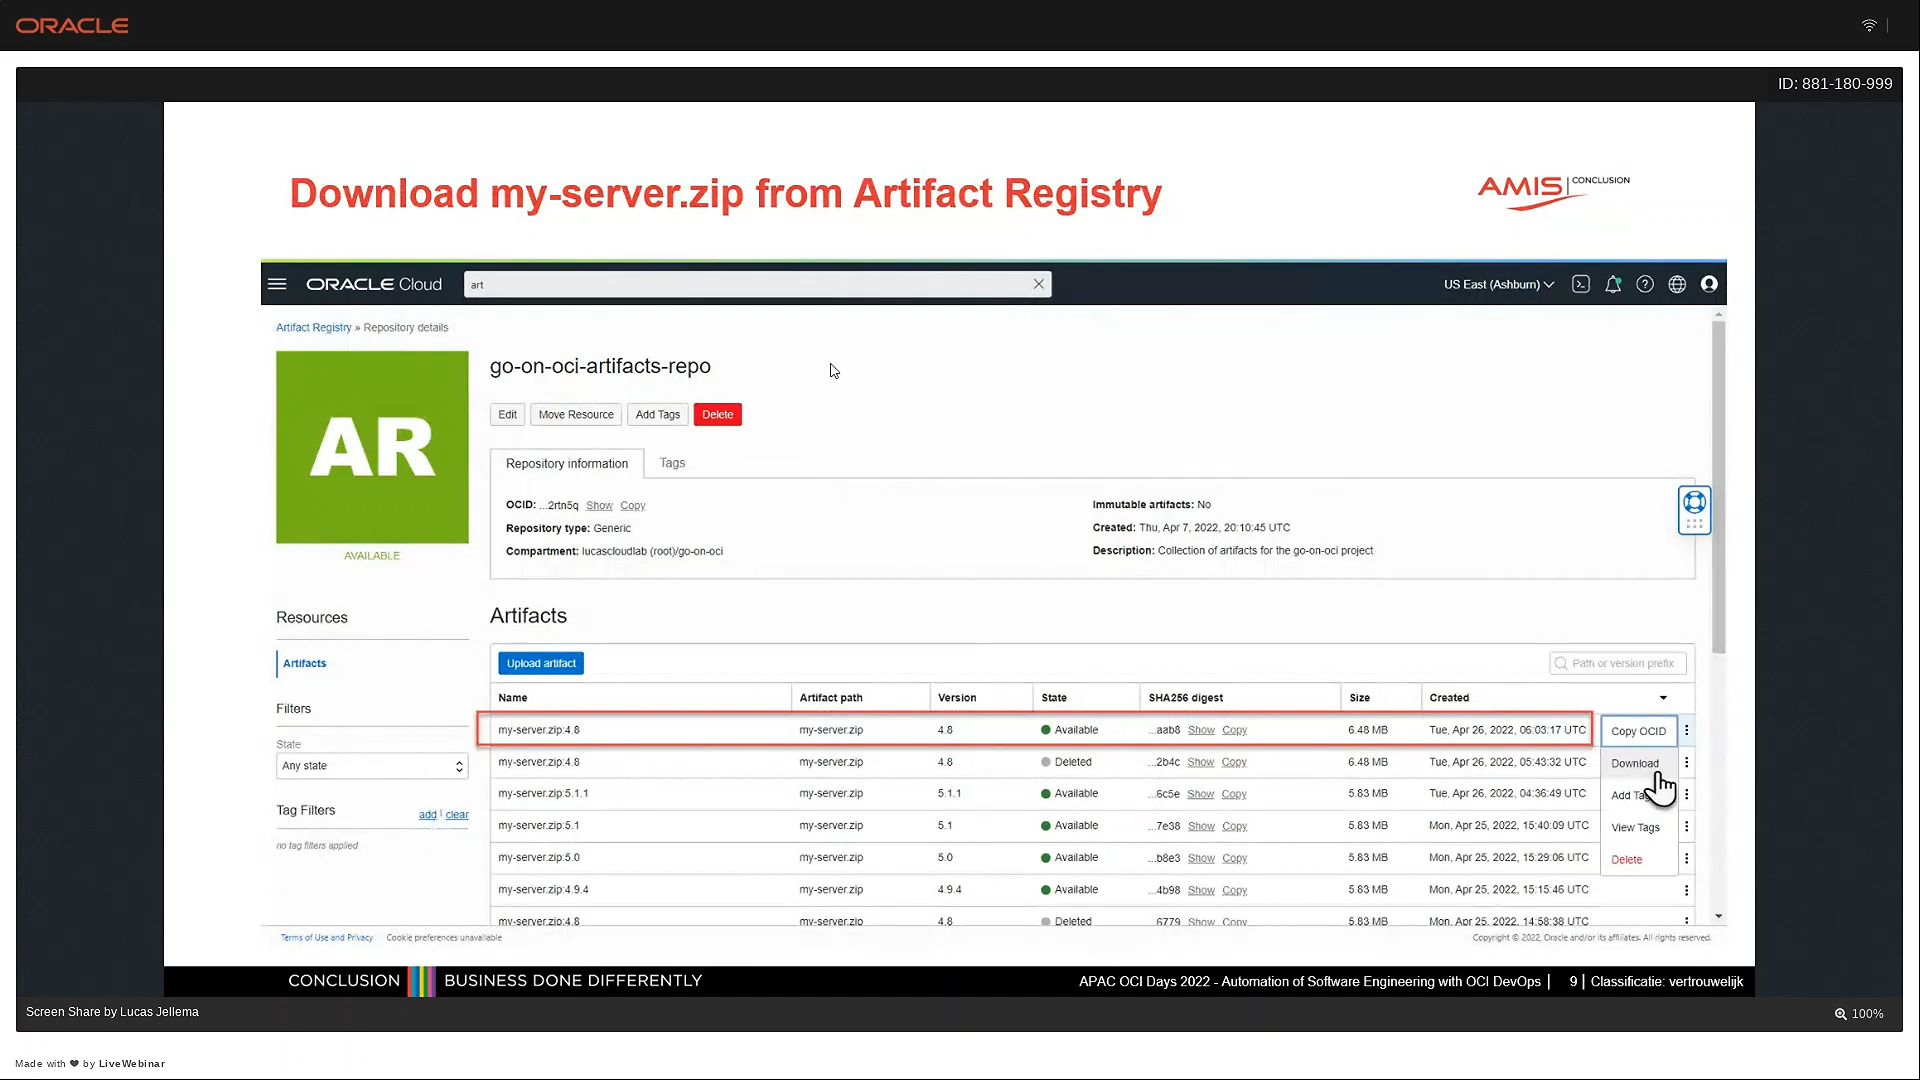 ORACLE
ID: 881-180-999
Download my-server.zip from Artifact Registry
AMIS CONCLUSION
ORACLE Cloud
art
US East (Ashburn)
Artifact Registry » Repository details
AR
AVAILABLE
go-on-oci-artifacts-repo
Edit Move Resource Add Tags Delete
Repository information Tags
OCID: ...2rtn5q Show Copy Immutable artifacts: No
Repository type: Generic Created: Thu, Apr 7, 2022, 20:10:45 UTC
Compartment: lucascloudlab (root)/go-on-oci Description: Collection of artifacts for the go-on-oci project
Resources
Artifacts
Filters
State
Any state
Tag Filters add | clear
no tag filters applied
Artifacts
Upload artifact Path or version prefix
Name Artifact path Version State SHA256 digest Size Created
my-server.zip:4.8 my-server.zip 4.8 Available ...aab8 Show Copy 6.48 MB Tue, Apr 26, 2022, 06:03:17 UTC
my-server.zip:4.8 my-server.zip 4.8 Deleted ...2b4c Show Copy 6.48 MB Tue, Apr 26, 2022, 05:43:32 UTC
my-server.zip:5.1.1 my-server.zip 5.1.1 Available ...6c5e Show Copy 5.83 MB Tue, Apr 26, 2022, 04:36:49 UTC
my-server.zip:5.1 my-server.zip 5.1 Available ...7e38 Show Copy 5.83 MB Mon, Apr 25, 2022, 15:40:09 UTC
my-server.zip:5.0 my-server.zip 5.0 Available ...b8e3 Show Copy 5.83 MB Mon, Apr 25, 2022, 15:29:06 UTC
my-server.zip:4.9.4 my-server.zip 4.9.4 Available ...4b98 Show Copy 5.83 MB Mon, Apr 25, 2022, 15:15:46 UTC
my-server.zip:4.8 my-server.zip 4.8 Deleted 6779 Show Copy 5.83 MB Mon, Apr 25, 2022, 14:58:38 UTC
Copy OCID
Download
Add
View Tags
Delete
Terms of Use and Privacy Cookie preferences unavailable
Copyright © 2022, Oracle and/or its affiliates. All rights reserved.
CONCLUSION BUSINESS DONE DIFFERENTLY
APAC OCI Days 2022 - Automation of Software Engineering with OCI DevOps | 9 | Classificatie: vertrouwelijk
Screen Share by Lucas Jellema
100%
Made with ❤ by LiveWebinar